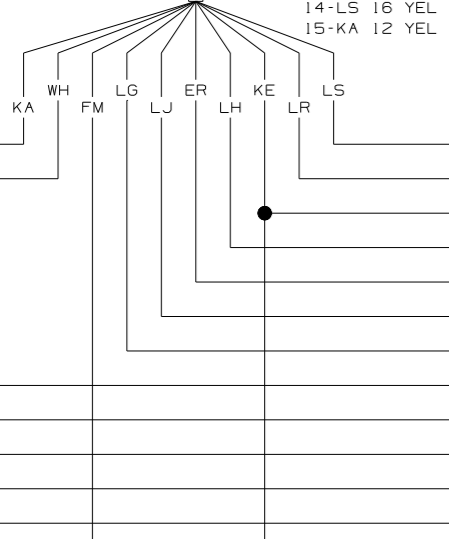 14-LS 16 YEL
15-KA 12 YEL
WH LG ER KE LS
KA FM LJ LH LR